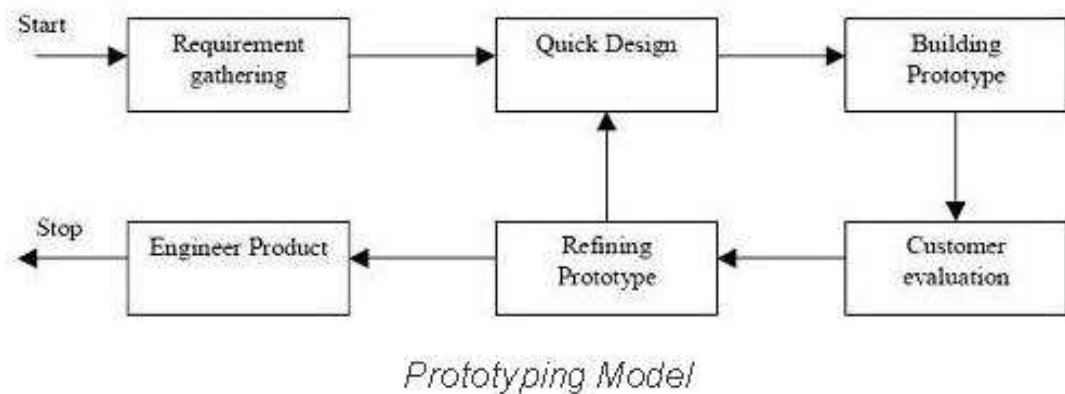 Start
Requirement
gathering
Quick Design
Building
Prototype
Stop
Engineer Product
Refining
Prototype
Customer
evaluation
Prototyping Model